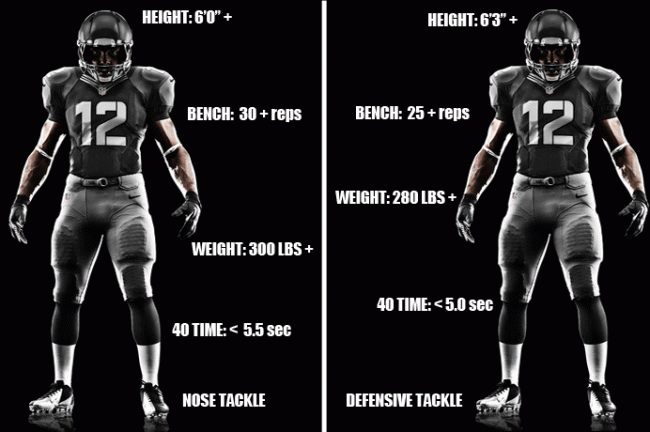 HEIGHT: 6'0" +
12
BENCH: 30 + reps
WEIGHT: 300 LBS +
40 TIME: < 5.5 sec
NOSE TACKLE
HEIGHT: 6'3" +
12
BENCH: 25 + reps
WEIGHT: 280 LBS +
40 TIME: < 5.0 sec
DEFENSIVE TACKLE